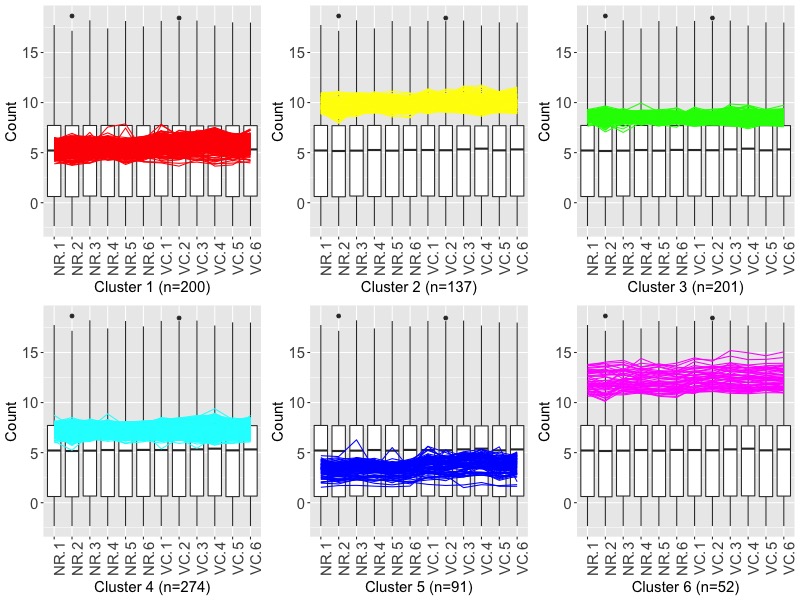 15
10
5
0
Count
NR.1 NR.2 NR.3 NR.4 NR.5 NR.6 VC.1 VC.2 VC.3 VC.4 VC.5 VC.6
Cluster 1 (n=200)
15
10
5
0
Count
NR.1 NR.2 NR.3 NR.4 NR.5 NR.6 VC.1 VC.2 VC.3 VC.4 VC.5 VC.6
Cluster 2 (n=137)
15
10
5
0
Count
NR.1 NR.2 NR.3 NR.4 NR.5 NR.6 VC.1 VC.2 VC.3 VC.4 VC.5 VC.6
Cluster 3 (n=201)
15
10
5
0
Count
NR.1 NR.2 NR.3 NR.4 NR.5 NR.6 VC.1 VC.2 VC.3 VC.4 VC.5 VC.6
Cluster 4 (n=274)
15
10
5
0
Count
NR.1 NR.2 NR.3 NR.4 NR.5 NR.6 VC.1 VC.2 VC.3 VC.4 VC.5 VC.6
Cluster 5 (n=91)
15
10
5
0
Count
NR.1 NR.2 NR.3 NR.4 NR.5 NR.6 VC.1 VC.2 VC.3 VC.4 VC.5 VC.6
Cluster 6 (n=52)